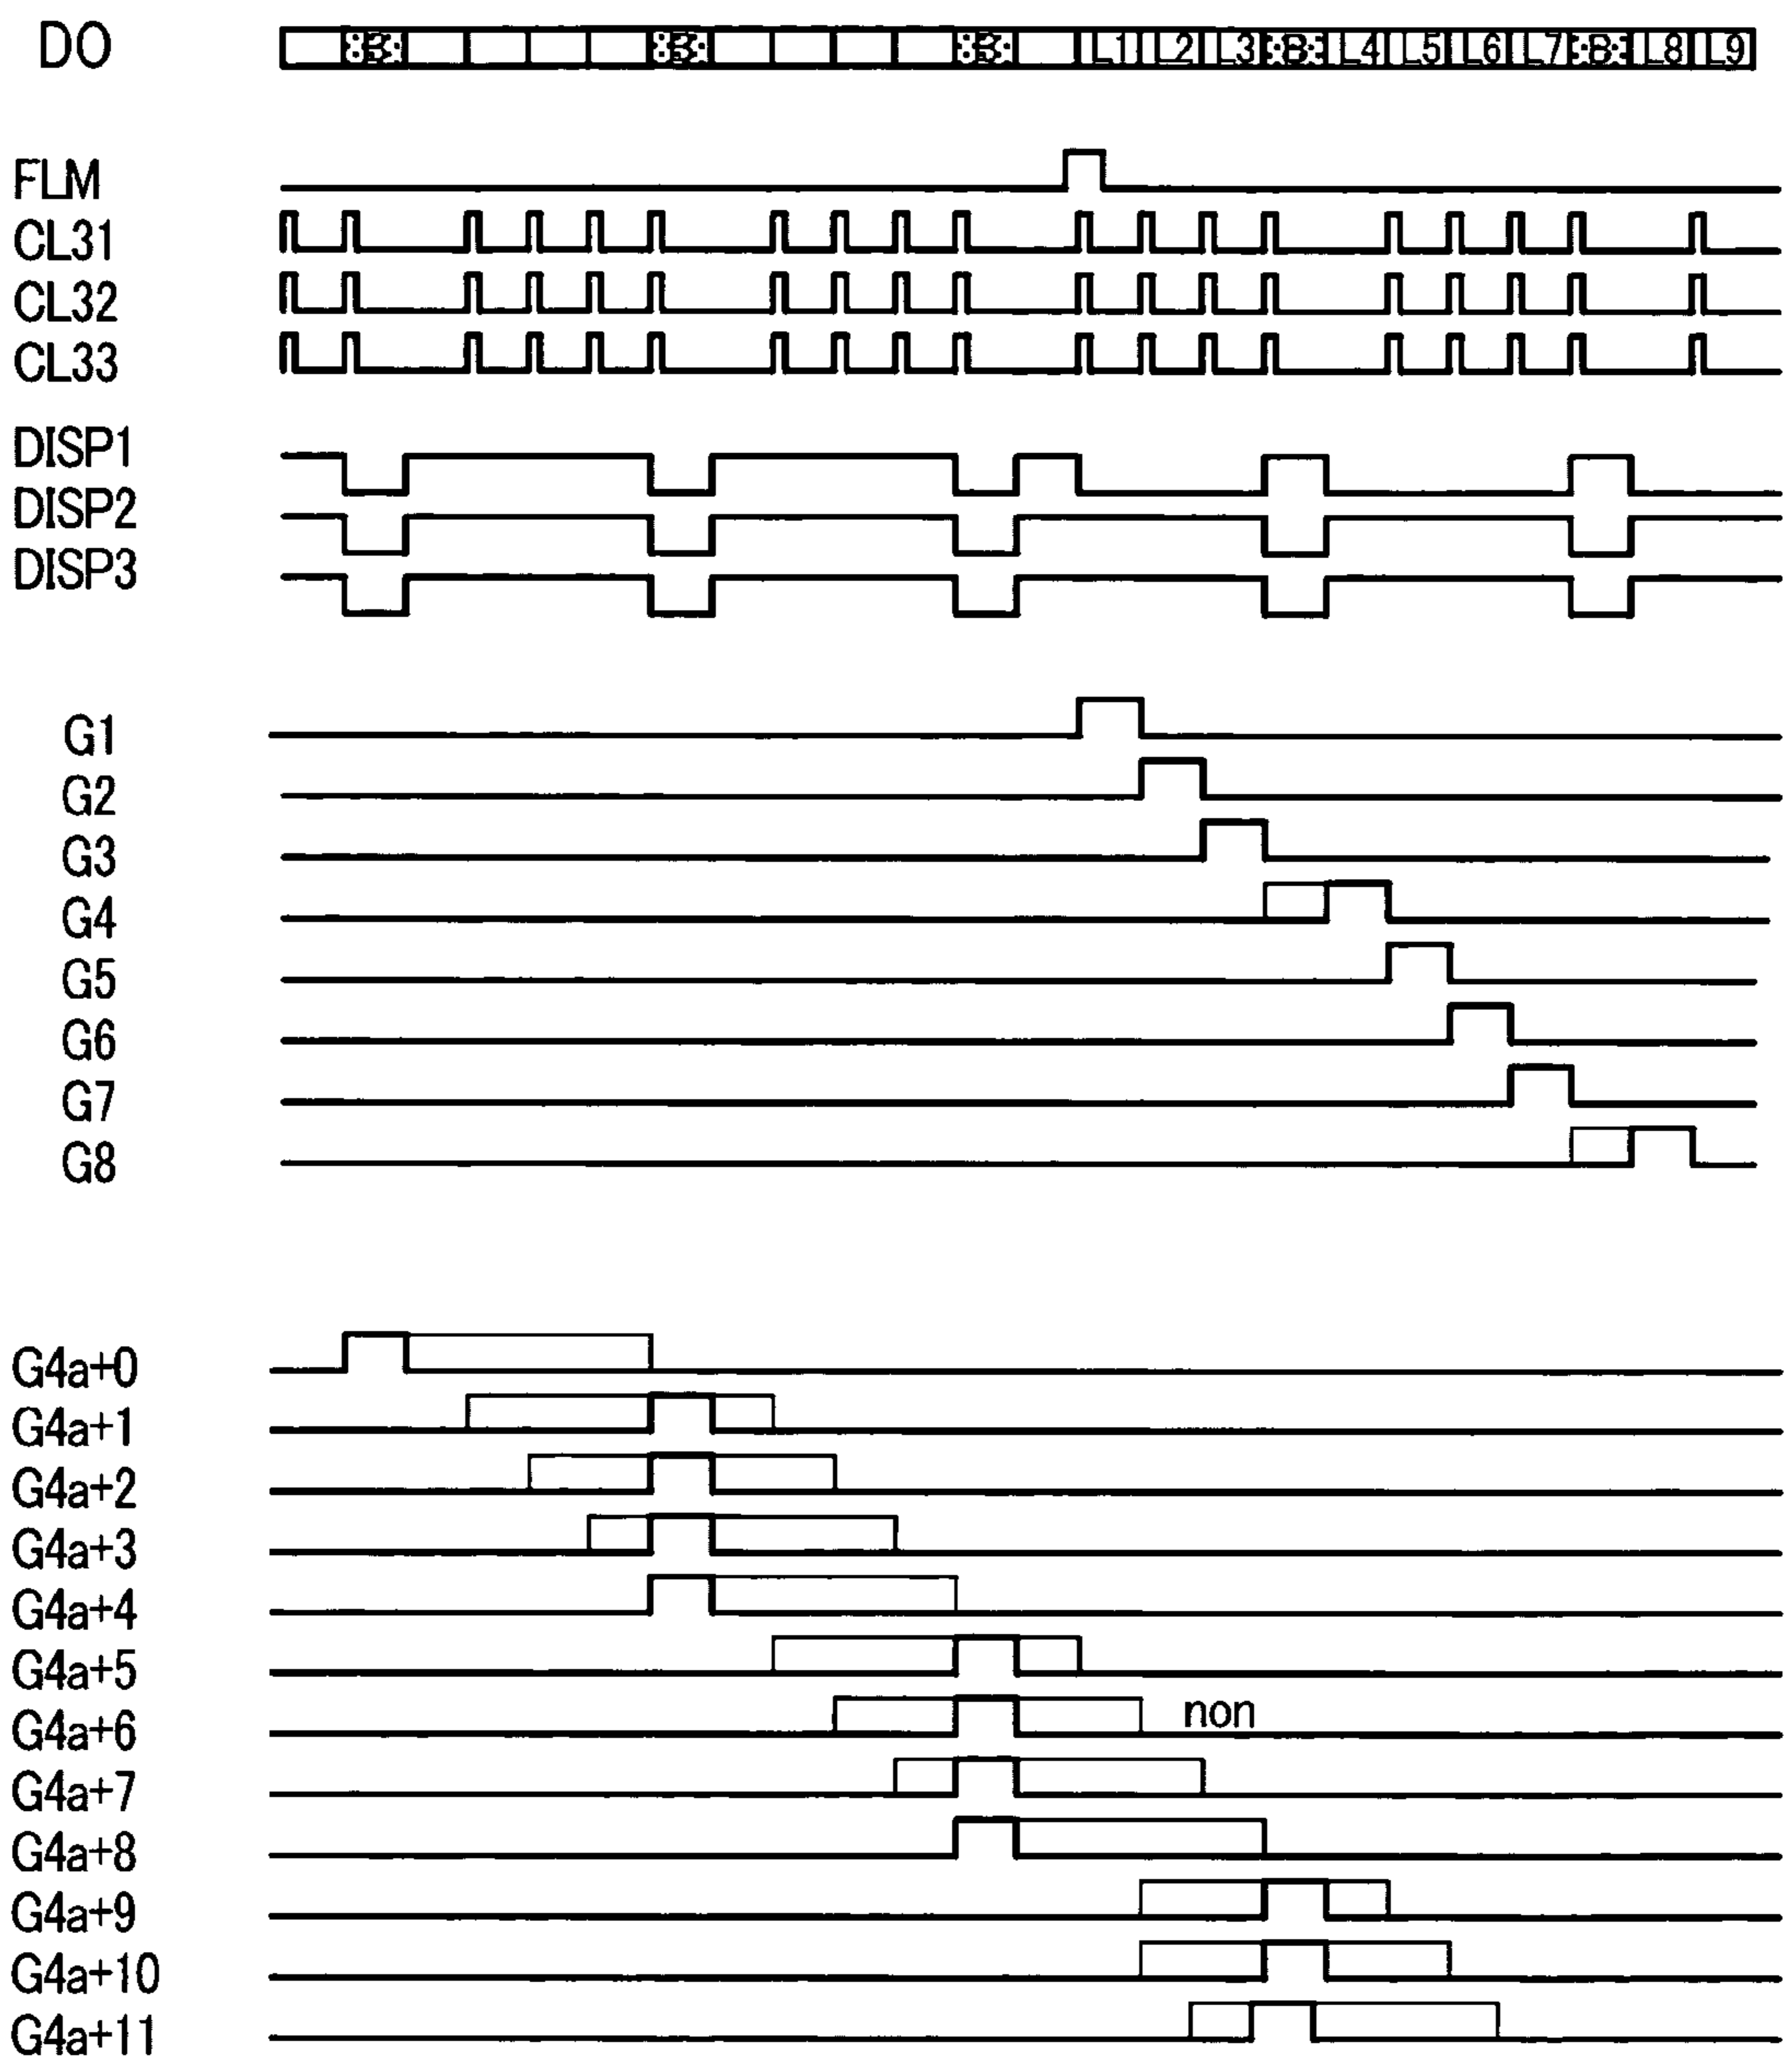 DO B B B L1 L2 L3 B L4 L5 L6 L7 B L8 L9
FLM
CL31
CL32
CL33
DISP1
DISP2
DISP3
G1
G2
G3
G4
G5
G6
G7
G8
G4a+0
G4a+1
G4a+2
G4a+3
G4a+4
G4a+5
G4a+6 non
G4a+7
G4a+8
G4a+9
G4a+10
G4a+11